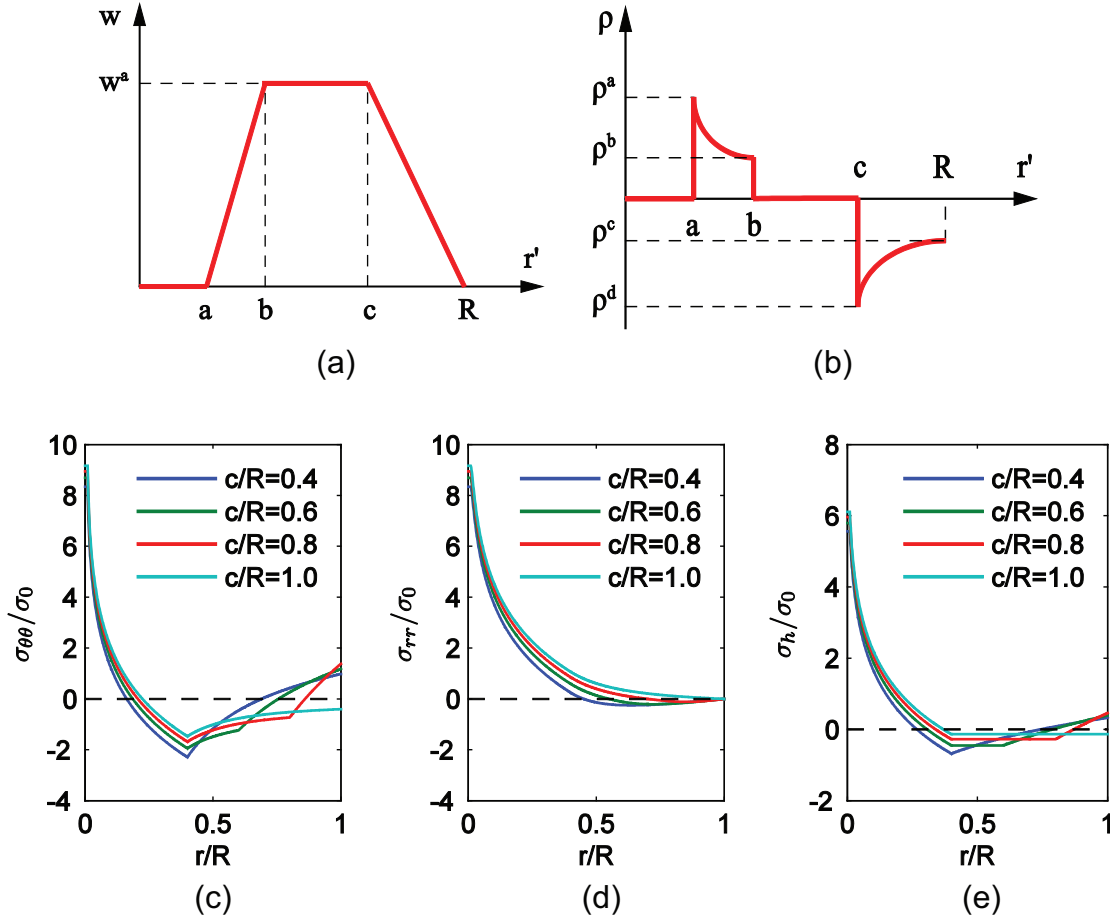 w
w^a
r'
a
b
c
R
(a)
ρ
ρ^a
ρ^b
c
R
r'
a
b
ρ^c
ρ^d
(b)
10
8
6
4
2
0
-2
-4
σ_θθ/σ_0
c/R=0.4
c/R=0.6
c/R=0.8
c/R=1.0
0
0.5
1
r/R
(c)
10
8
6
4
2
0
-2
-4
σ_rr/σ_0
c/R=0.4
c/R=0.6
c/R=0.8
c/R=1.0
0
0.5
1
r/R
(d)
8
6
4
2
0
-2
σ_h/σ_0
c/R=0.4
c/R=0.6
c/R=0.8
c/R=1.0
0
0.5
1
r/R
(e)